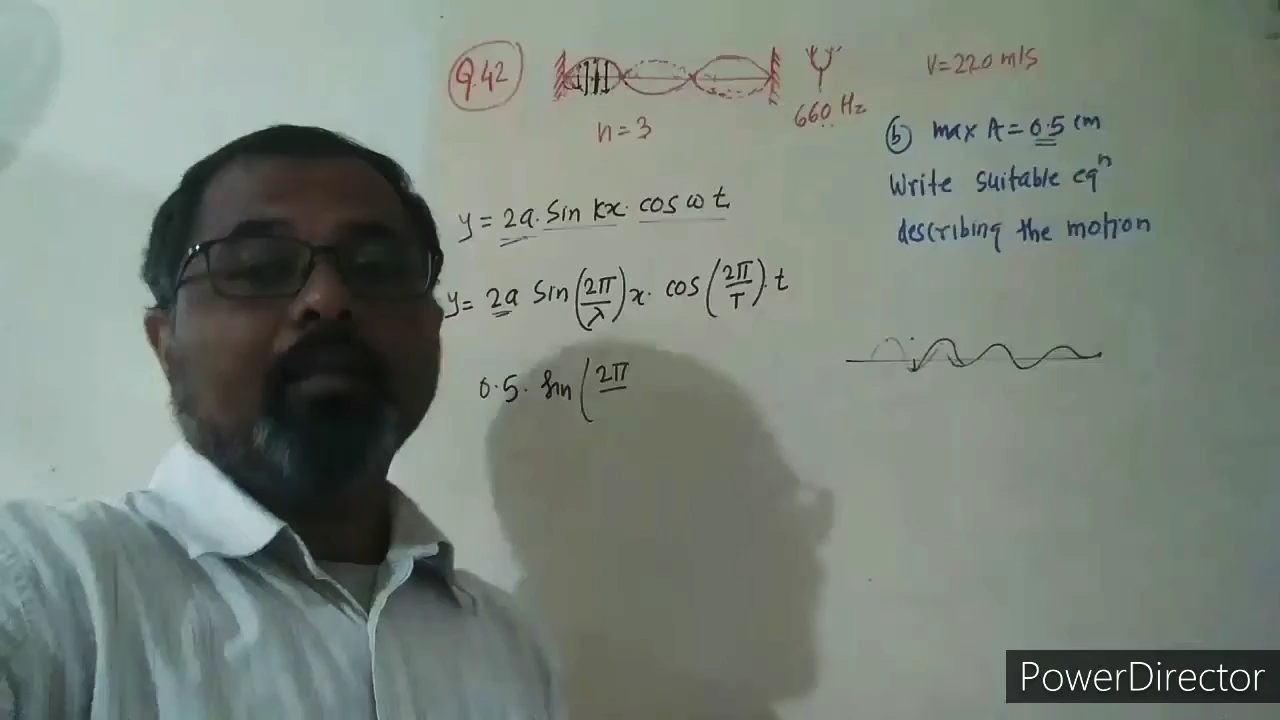 Q.42
n=3
660 Hz
V=220 m/s
(b) max A = 0.5 cm
Write suitable eqⁿ
describing the motion
y = 2a. Sin kx. cos ω t
y = 2a Sin(2π/λ)x. cos(2π/T).t
0.5. Sin(2π
PowerDirector